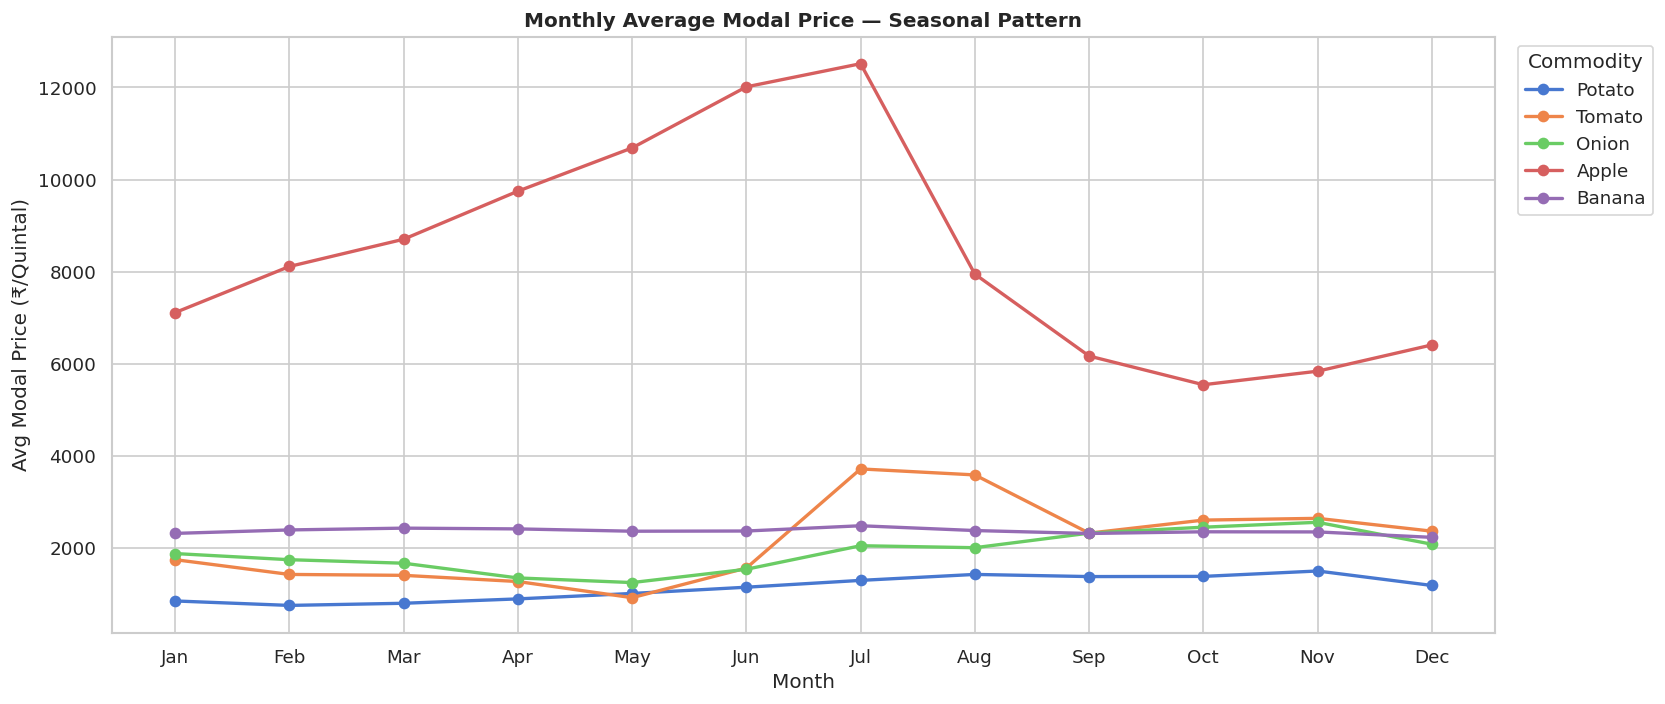 Monthly Average Modal Price — Seasonal Pattern
Avg Modal Price (₹/Quintal)
12000
10000
8000
6000
4000
2000
Jan Feb Mar Apr May Jun Jul Aug Sep Oct Nov Dec
Month
Commodity
Potato
Tomato
Onion
Apple
Banana